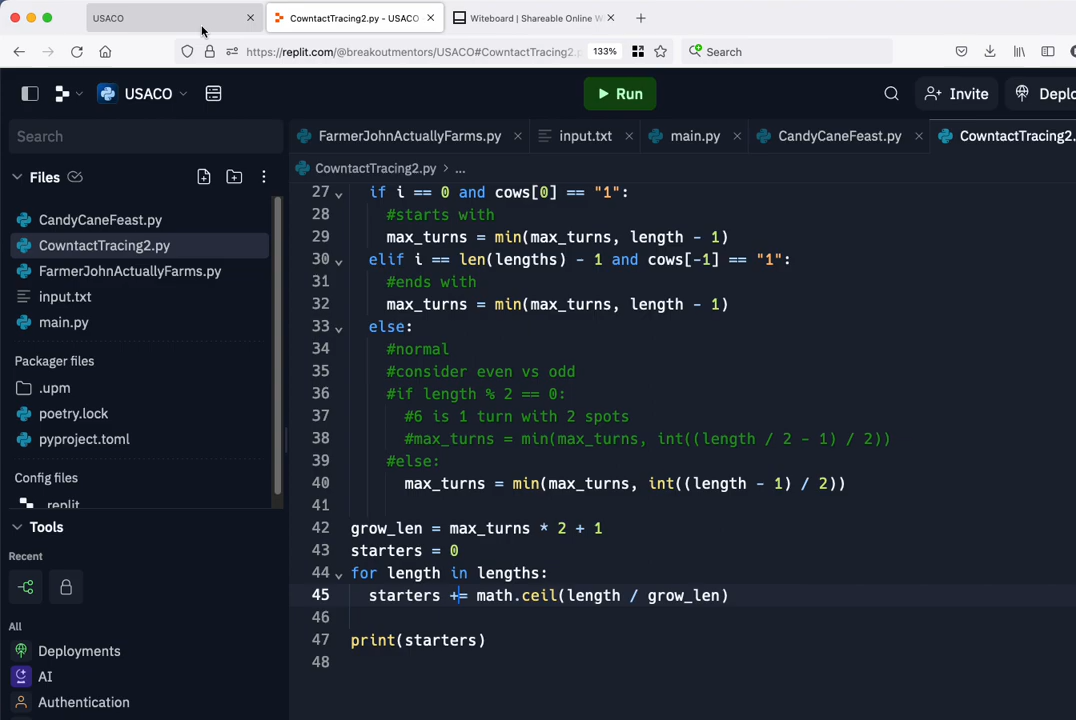 USACO
CowntactTracing2.py - USACO
Witeboard | Shareable Online W
https://replit.com/@breakoutmentors/USACO#CowntactTracing2.p
133%
Search
USACO
Run
Invite
Deplo
Search
FarmerJohnActuallyFarms.py
input.txt
main.py
CandyCaneFeast.py
CowntactTracing2.
CowntactTracing2.py > ...
Files
CandyCaneFeast.py
CowntactTracing2.py
FarmerJohnActuallyFarms.py
input.txt
main.py
Packager files
.upm
poetry.lock
pyproject.toml
Config files
.replit
Tools
Recent
All
Deployments
AI
Authentication
27 if i == 0 and cows[0] == "1":
28 #starts with
29 max_turns = min(max_turns, length - 1)
30 elif i == len(lengths) - 1 and cows[-1] == "1":
31 #ends with
32 max_turns = min(max_turns, length - 1)
33 else:
34 #normal
35 #consider even vs odd
36 #if length % 2 == 0:
37 #6 is 1 turn with 2 spots
38 #max_turns = min(max_turns, int((length / 2 - 1) / 2))
39 #else:
40 max_turns = min(max_turns, int((length - 1) / 2))
41
42 grow_len = max_turns * 2 + 1
43 starters = 0
44 for length in lengths:
45 starters += math.ceil(length / grow_len)
46
47 print(starters)
48